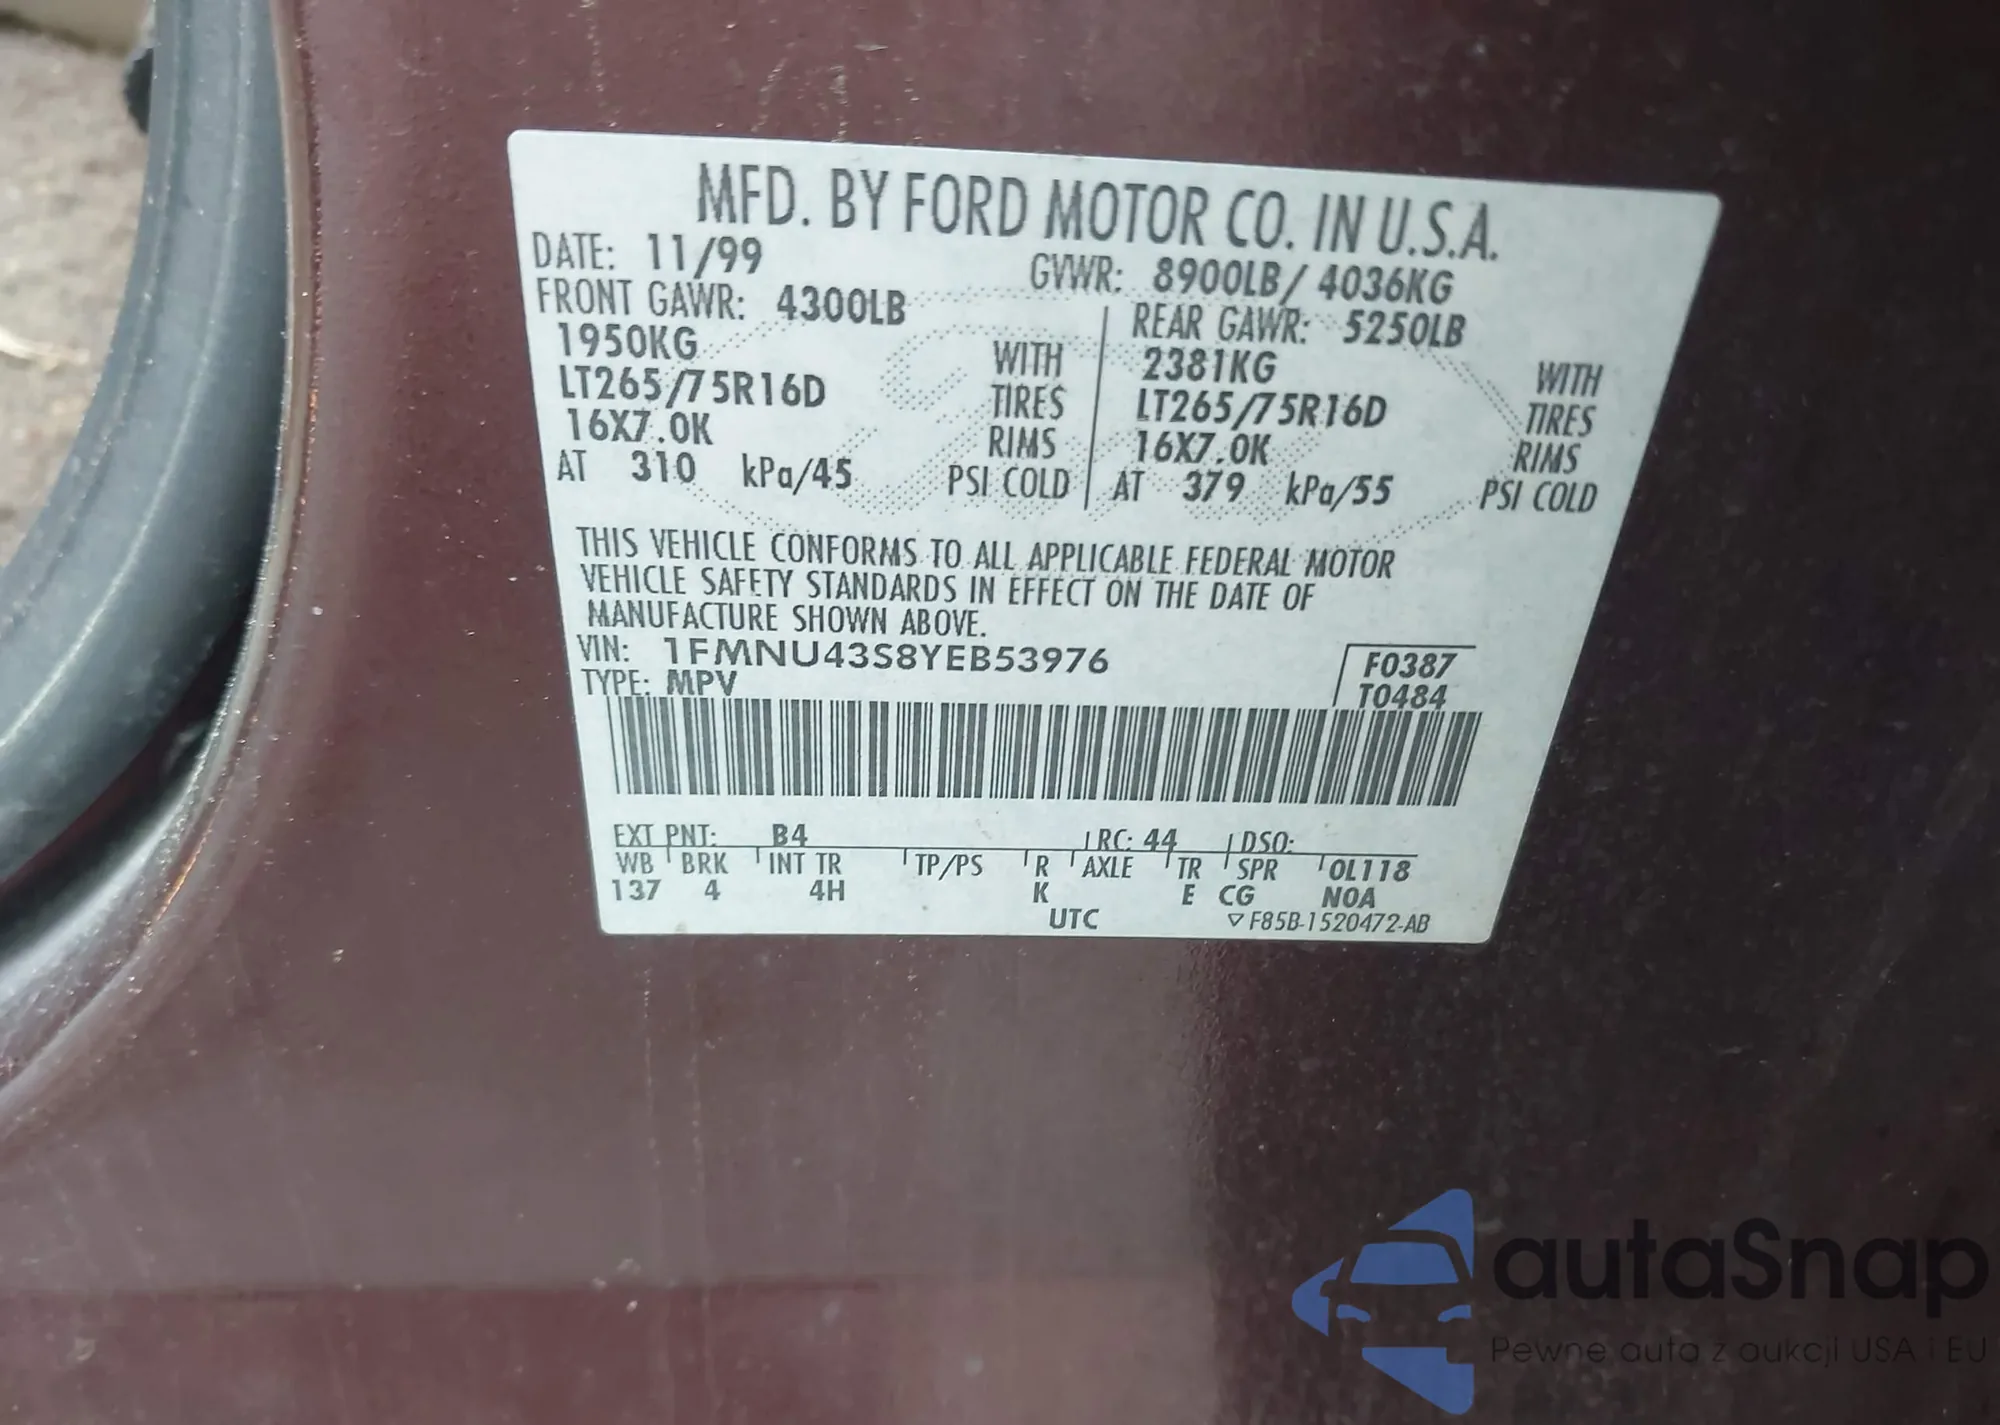 MFD. BY FORD MOTOR CO. IN U.S.A.
DATE: 11/99 GVWR: 8900LB / 4036KG
FRONT GAWR: 4300LB REAR GAWR: 5250LB
1950KG WITH 2381KG WITH
LT265/75R16D TIRES LT265/75R16D TIRES
16X7.0K RIMS 16X7.0K RIMS
AT 310 kPa/45 PSI COLD AT 379 kPa/55 PSI COLD
THIS VEHICLE CONFORMS TO ALL APPLICABLE FEDERAL MOTOR
VEHICLE SAFETY STANDARDS IN EFFECT ON THE DATE OF
MANUFACTURE SHOWN ABOVE.
VIN: 1FMNU43S8YEB53976 F0387
TYPE: MPV T0484
EXT PNT: B4 RC: 44 DSO:
WB BRK INT TR TP/PS R AXLE TR SPR OL118
137 4 4H K E CG NOA
UTC ▽ F85B-1520472-AB
autaSnap
Pewne auta z aukcji USA i EU